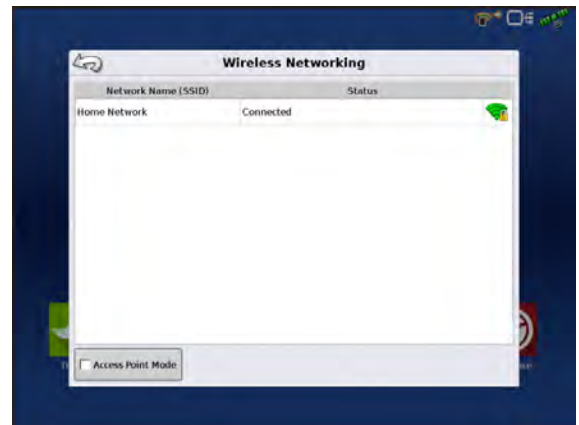 Wireless Networking
Network Name (SSID) Status
Home Network Connected
Access Point Mode